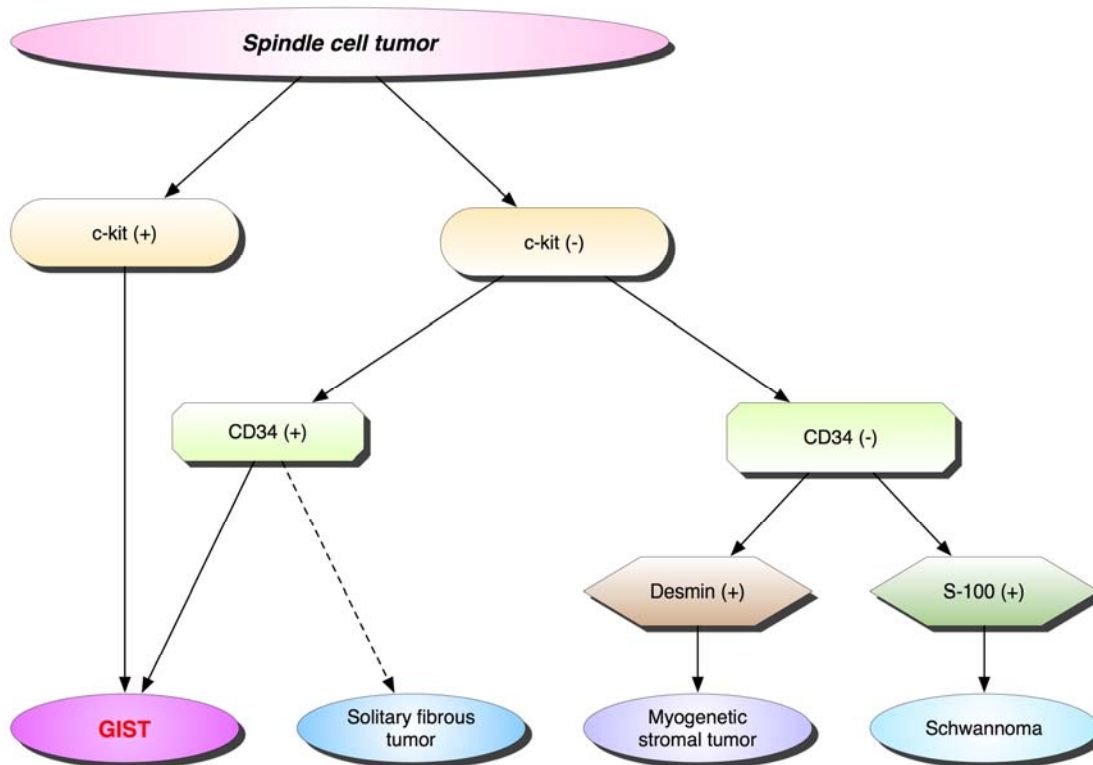 Spindle cell tumor
c-kit (+)
c-kit (-)
CD34 (+)
CD34 (-)
Desmin (+)
S-100 (+)
GIST
Solitary fibrous
tumor
Myogenetic
stromal tumor
Schwannoma